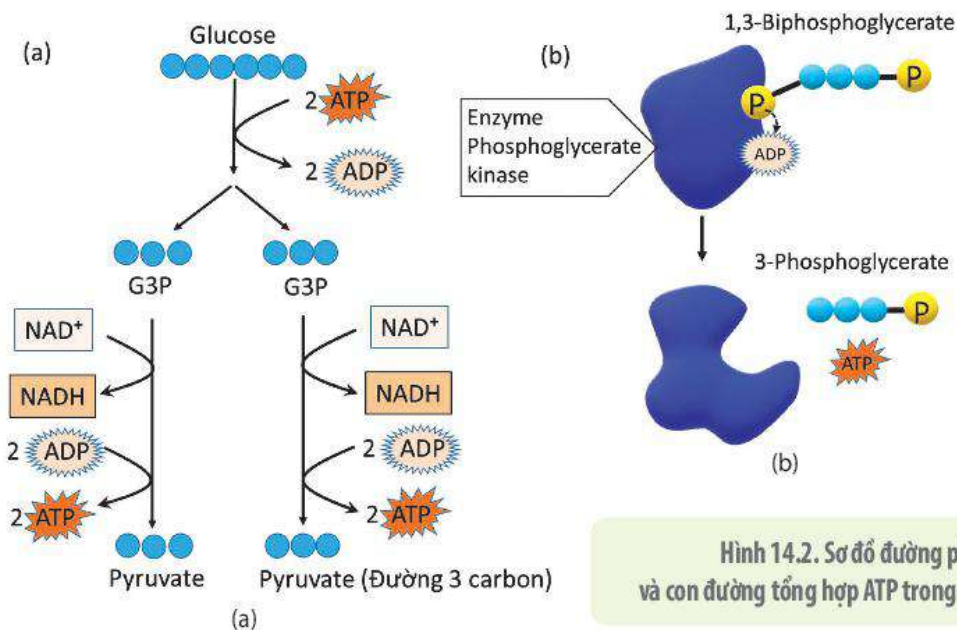 (a)
Glucose
2 ATP
2 ADP
G3P
G3P
NAD⁺
NAD⁺
NADH
NADH
2 ADP
2 ADP
2 ATP
2 ATP
Pyruvate
Pyruvate (Đường 3 carbon)
(a)
(b)
1,3-Biphosphoglycerate
P
P
ADP
Enzyme
Phosphoglycerate
kinase
3-Phosphoglycerate
P
ATP
(b)
Hình 14.2. Sơ đồ đường p
và con đường tổng hợp ATP trong